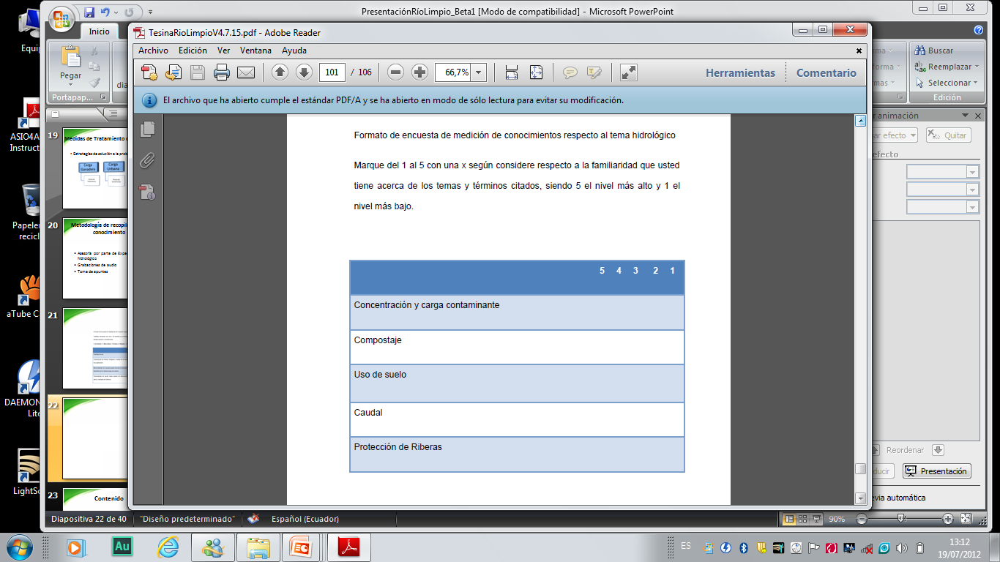 PresentaciónRíoLimpio_Beta1 [Modo de compatibilidad] - Microsoft PowerPoint
Inicio
Pegar
Portapap...
Buscar
Reemplazar
Seleccionar
Edición
TesinaRioLimpioV4.7.15.pdf - Adobe Reader
Archivo Edición Ver Ventana Ayuda
101 / 106
66,7%
Herramientas
Comentario
El archivo que ha abierto cumple el estándar PDF/A y se ha abierto en modo de sólo lectura para evitar su modificación.
Formato de encuesta de medición de conocimientos respecto al tema hidrológico
Marque del 1 al 5 con una x según considere respecto a la familiaridad que usted
tiene acerca de los temas y términos citados, siendo 5 el nivel más alto y 1 el
nivel más bajo.
5 4 3 2 1
Concentración y carga contaminante
Compostaje
Uso de suelo
Caudal
Protección de Riberas
Equip
ASIO4A
Instruct
Papeler
recicl
aTube C
DAEMON
Lite
LightSc
19
Medidas de Tratamiento
Estrategias de solución a la prob
Carga
Ganadera
Carga
Urbana
20
Metodología de recopil
conocimiento
Asesoría por parte de Expe
hidrológico
Grabaciones de audio
Toma de apuntes
21
22
23
Contenido
r animación
ar efecto
Quitar
efecto
Reordenar
ducir
Presentación
evia automática
Diapositiva 22 de 40
"Diseño predeterminado"
Español (Ecuador)
90%
Au
ES
13:12
19/07/2012